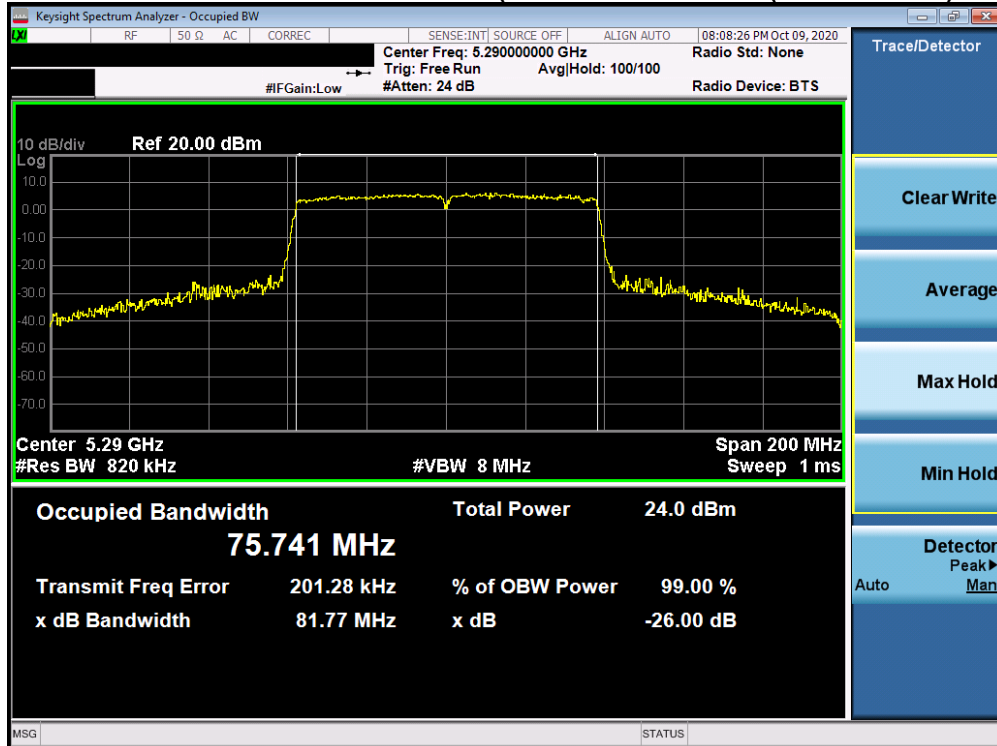 Keysight Spectrum Analyzer - Occupied BW
LXI RF 50 Ω AC CORREC SENSE:INT SOURCE OFF ALIGN AUTO 08:08:26 PM Oct 09, 2020
Center Freq: 5.290000000 GHz Radio Std: None
Trig: Free Run Avg|Hold: 100/100
#IFGain:Low #Atten: 24 dB Radio Device: BTS
10 dB/div Ref 20.00 dBm
Log
10.0
0.00
-10.0
-20.0
-30.0
-40.0
-50.0
-60.0
-70.0
Center 5.29 GHz Span 200 MHz
#Res BW 820 kHz #VBW 8 MHz Sweep 1 ms
Occupied Bandwidth Total Power 24.0 dBm
75.741 MHz
Transmit Freq Error 201.28 kHz % of OBW Power 99.00 %
x dB Bandwidth 81.77 MHz x dB -26.00 dB
MSG STATUS
Trace/Detector
Clear Write
Average
Max Hold
Min Hold
Detector
Peak▶
Auto Man